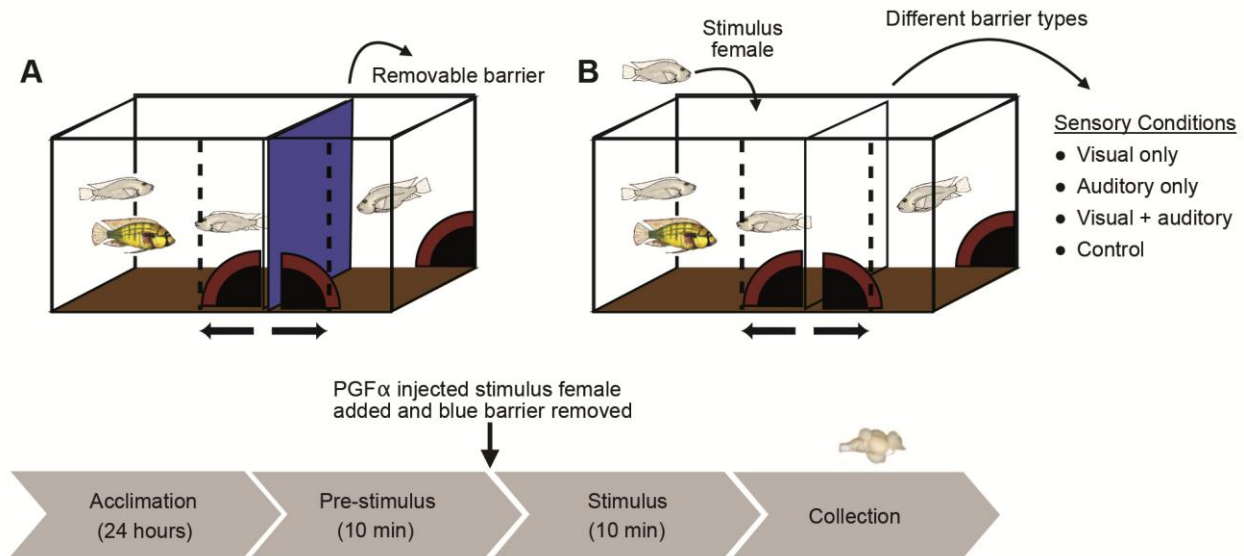 A
Removable barrier
B
Stimulus
female
Different barrier types
Sensory Conditions
● Visual only
● Auditory only
● Visual + auditory
● Control
PGFα injected stimulus female
added and blue barrier removed
Acclimation
(24 hours)
Pre-stimulus
(10 min)
Stimulus
(10 min)
Collection